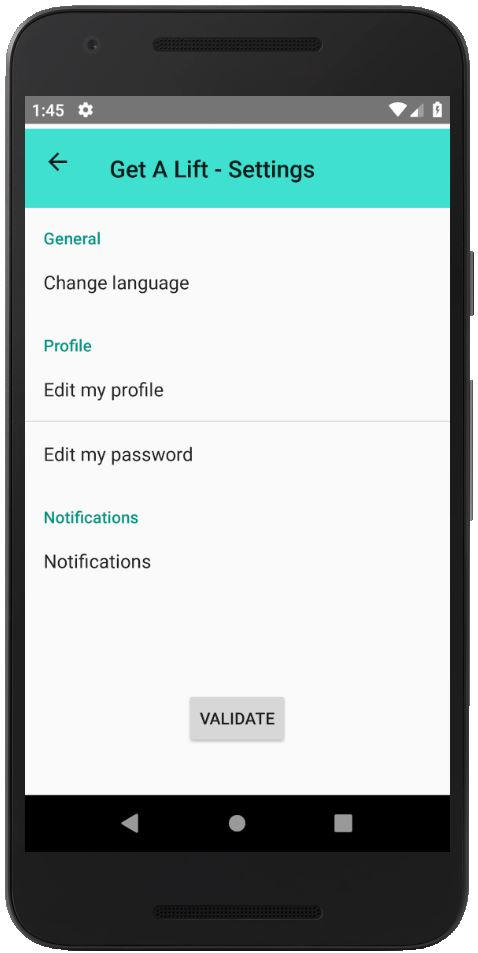 1:45
Get A Lift - Settings
General
Change language
Profile
Edit my profile
Edit my password
Notifications
Notifications
VALIDATE